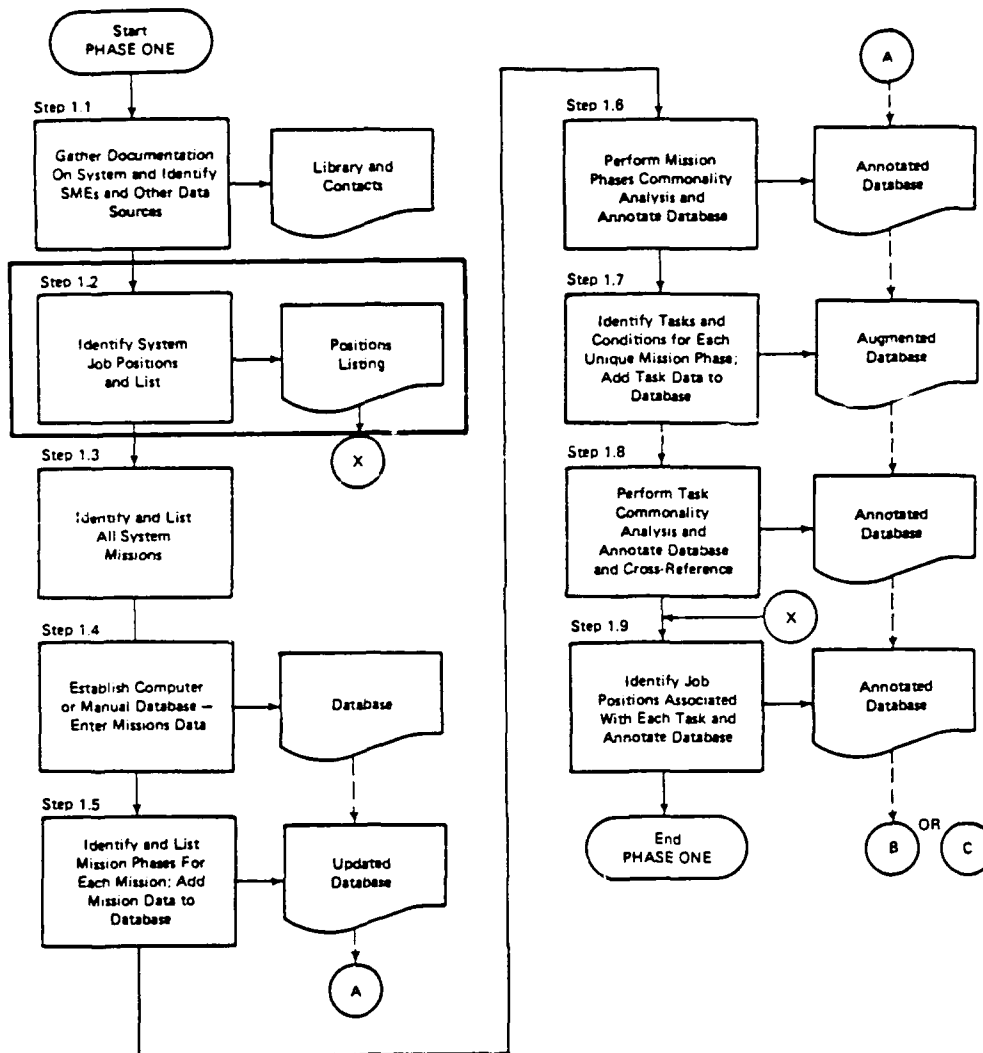 Start
PHASE ONE
Step 1.1
Gather Documentation
On System and Identify
SMEs and Other Data
Sources
Library and
Contacts
Step 1.2
Identify System
Job Positions
and List
Positions
Listing
X
Step 1.3
Identify and List
All System
Missions
Step 1.4
Establish Computer
or Manual Database —
Enter Missions Data
Database
Step 1.5
Identify and List
Mission Phases For
Each Mission; Add
Mission Data to
Database
Updated
Database
A
A
Step 1.6
Perform Mission
Phases Commonality
Analysis and
Annotate Database
Annotated
Database
Step 1.7
Identify Tasks and
Conditions for Each
Unique Mission Phase;
Add Task Data to
Database
Augmented
Database
Step 1.8
Perform Task
Commonality
Analysis and
Annotate Database
and Cross-Reference
Annotated
Database
X
Step 1.9
Identify Job
Positions Associated
With Each Task and
Annotate Database
Annotated
Database
End
PHASE ONE
B
OR
C